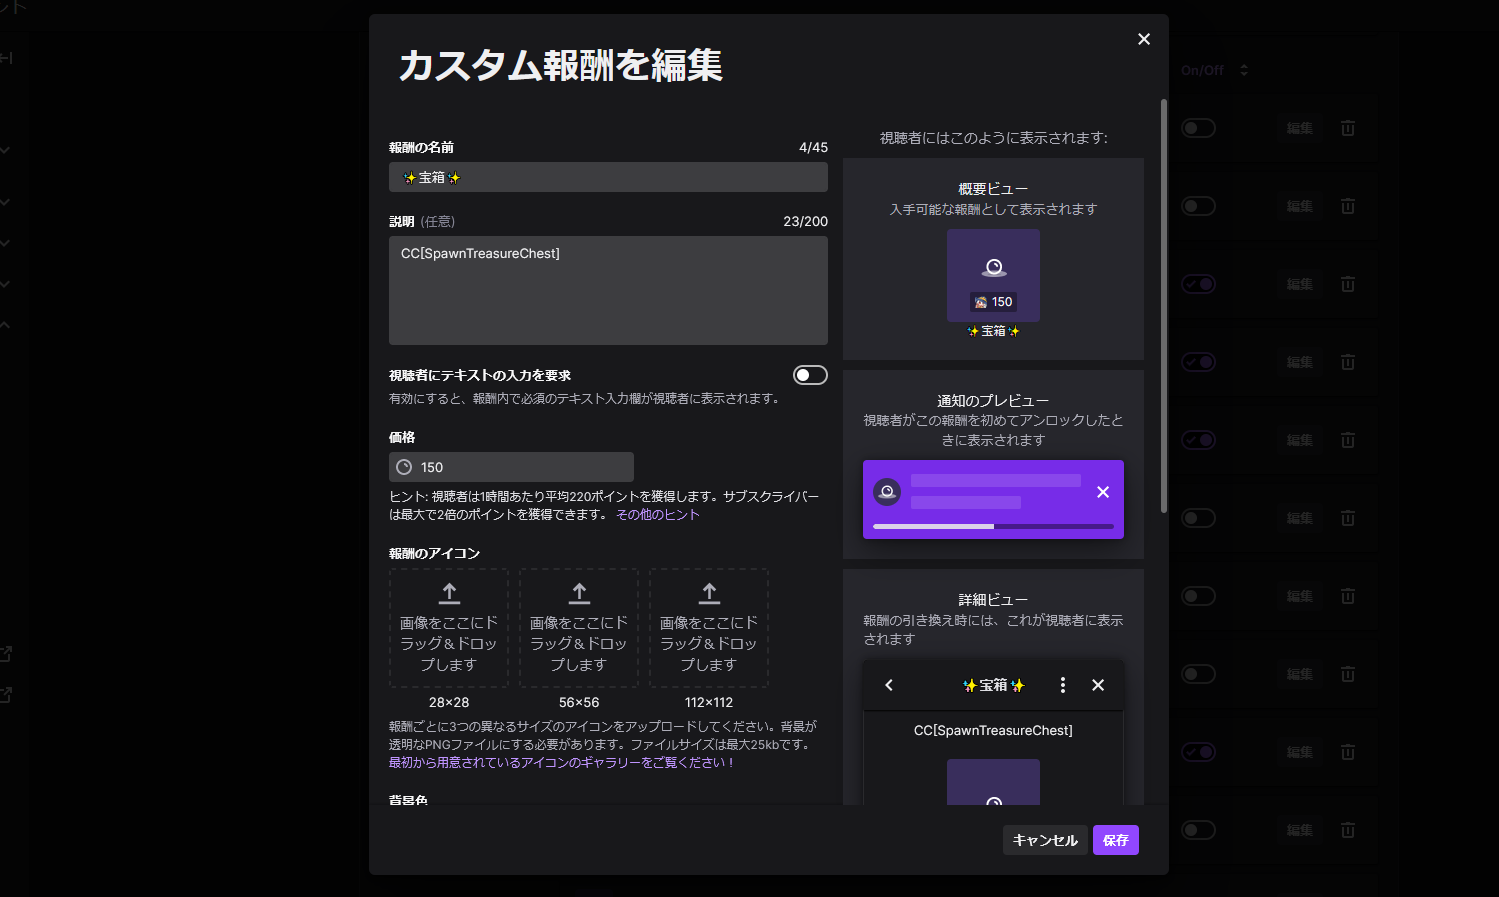 ント
カスタム報酬を編集
On/Off
報酬の名前
4/45
✨宝箱✨
説明 (任意)
23/200
CC[SpawnTreasureChest]
視聴者にテキストの入力を要求
有効にすると、報酬内で必須のテキスト入力欄が視聴者に表示されます。
価格
150
ヒント: 視聴者は1時間あたり平均220ポイントを獲得します。サブスクライバー
は最大で2倍のポイントを獲得できます。 その他のヒント
報酬のアイコン
画像をここにド
ラッグ&ドロッ
プします
28×28
画像をここにド
ラッグ&ドロッ
プします
56×56
画像をここにド
ラッグ&ドロッ
プします
112×112
報酬ごとに3つの異なるサイズのアイコンをアップロードしてください。背景が
透明なPNGファイルにする必要があります。ファイルサイズは最大25kbです。
最初から用意されているアイコンのギャラリーをご覧ください！
背景色
視聴者にはこのように表示されます:
概要ビュー
入手可能な報酬として表示されます
150
✨宝箱✨
通知のプレビュー
視聴者がこの報酬を初めてアンロックしたと
きに表示されます
詳細ビュー
報酬の引き換え時には、これが視聴者に表示
されます
✨宝箱✨
CC[SpawnTreasureChest]
キャンセル
保存
編集
編集
編集
編集
編集
編集
編集
編集
編集
編集